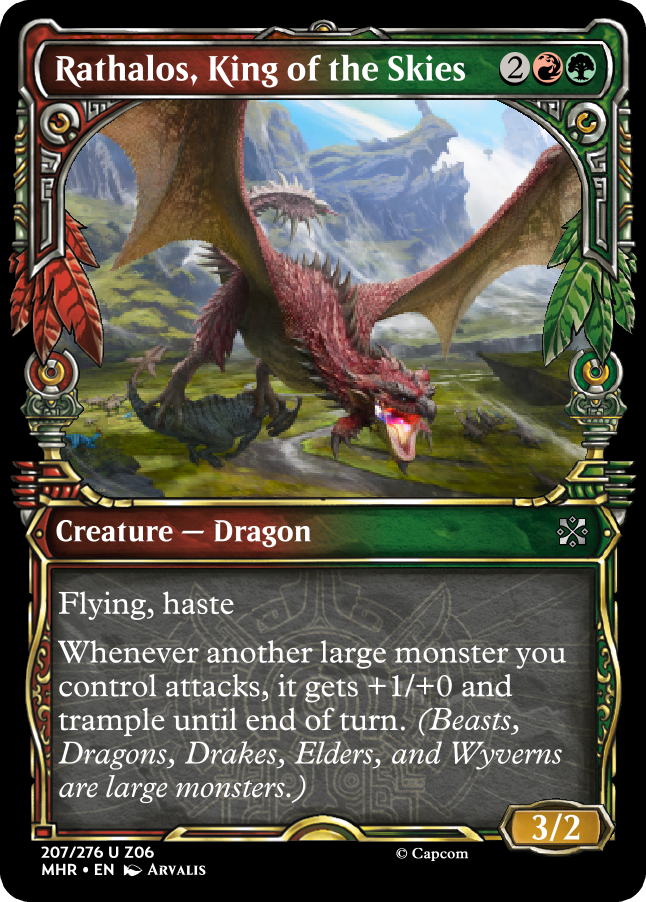 Rathalos, King of the Skies 2
Creature — Dragon
Flying, haste
Whenever another large monster you
control attacks, it gets +1/+0 and
trample until end of turn. (Beasts,
Dragons, Drakes, Elders, and Wyverns
are large monsters.)
3/2
207/276 U Z06
© Capcom
MHR • EN Arvalis